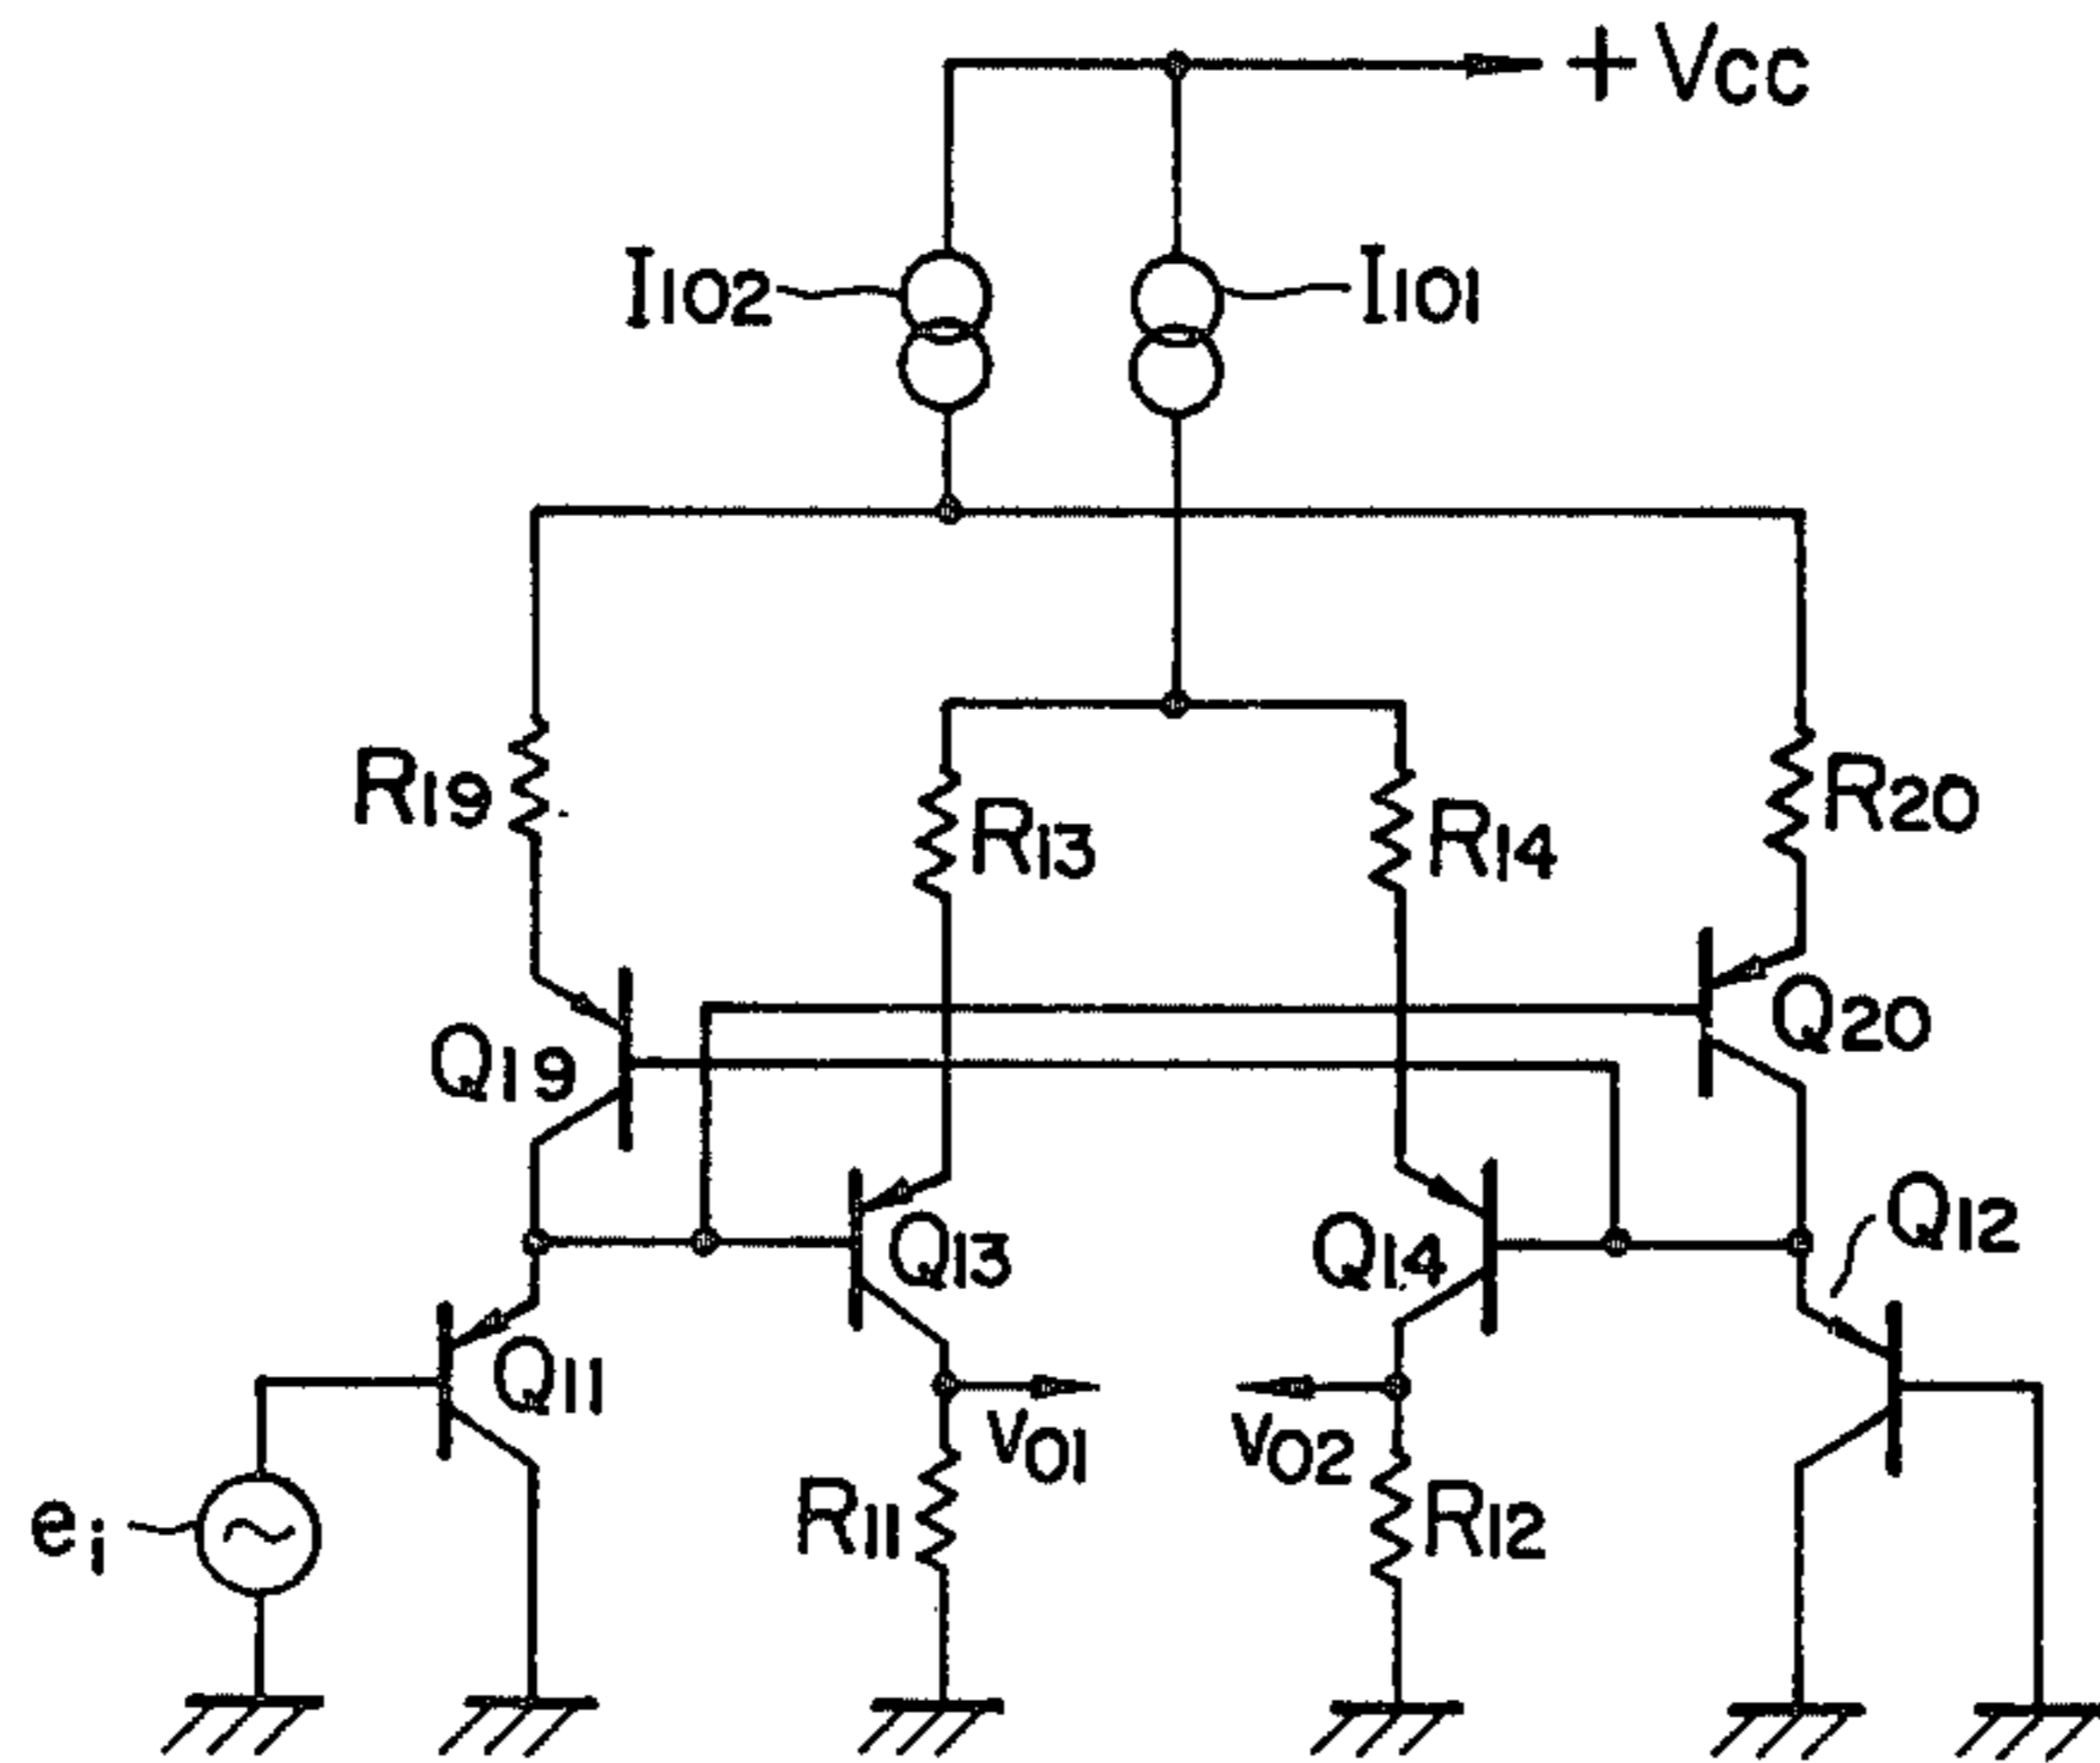 + Vcc
I102
I101
R19
R13
R14
R20
Q19
Q20
Q13
Q14
Q12
Q11
v01
v02
ei
R11
R12